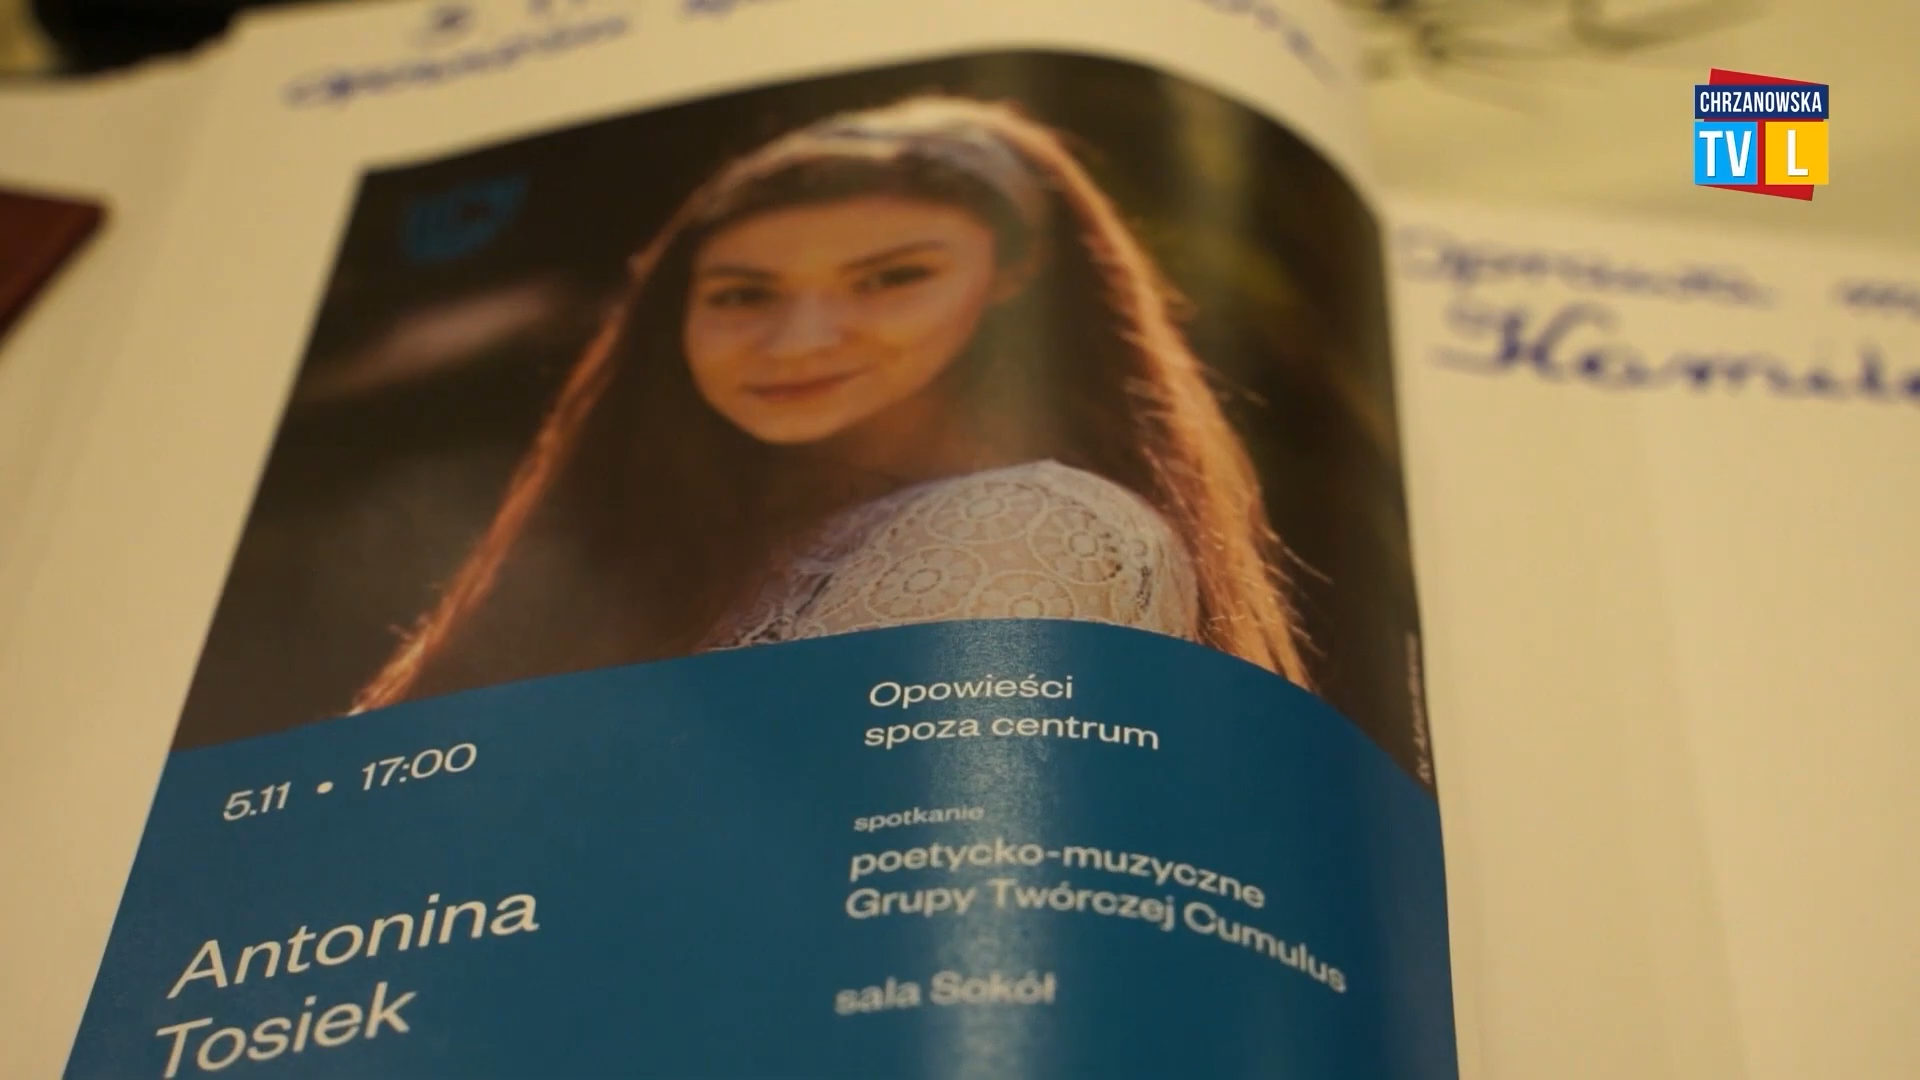 CHRZANOWSKA
TV L
Opowieści
spoza centrum
5.11 • 17:00
spotkanie
poetycko-muzyczne
Grupy Twórczej Cumulus
sala Sokół
Antonina
Tosiek